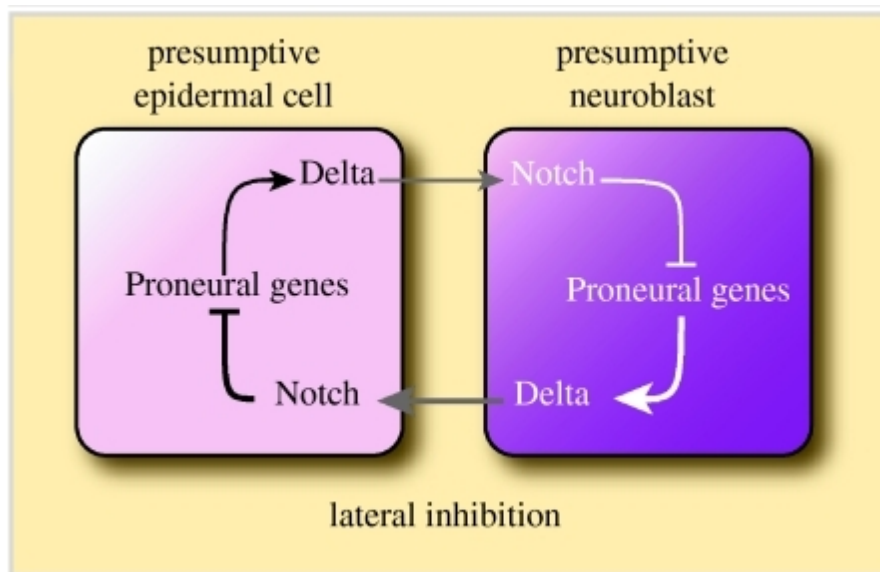 presumptive
epidermal cell
presumptive
neuroblast
Delta
Notch
Proneural genes
Proneural genes
Notch
Delta
lateral inhibition